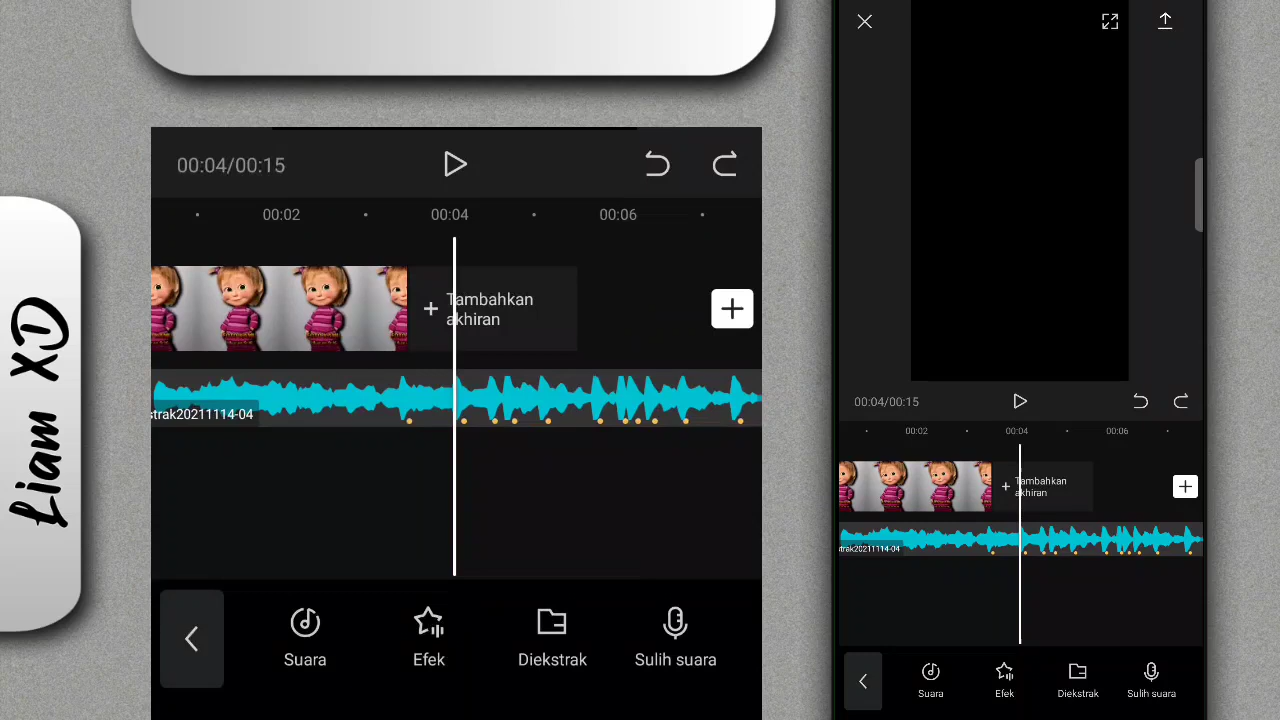 Liam XD
00:04/00:15
00:02
00:04
00:06
+ Tambahkan
akhiran
strak20211114-04
Suara
Efek
Diekstrak
Sulih suara
00:04/00:15
00:02
00:04
00:06
+ Tambahkan
akhiran
strak20211114-04
Suara
Efek
Diekstrak
Sulih suara